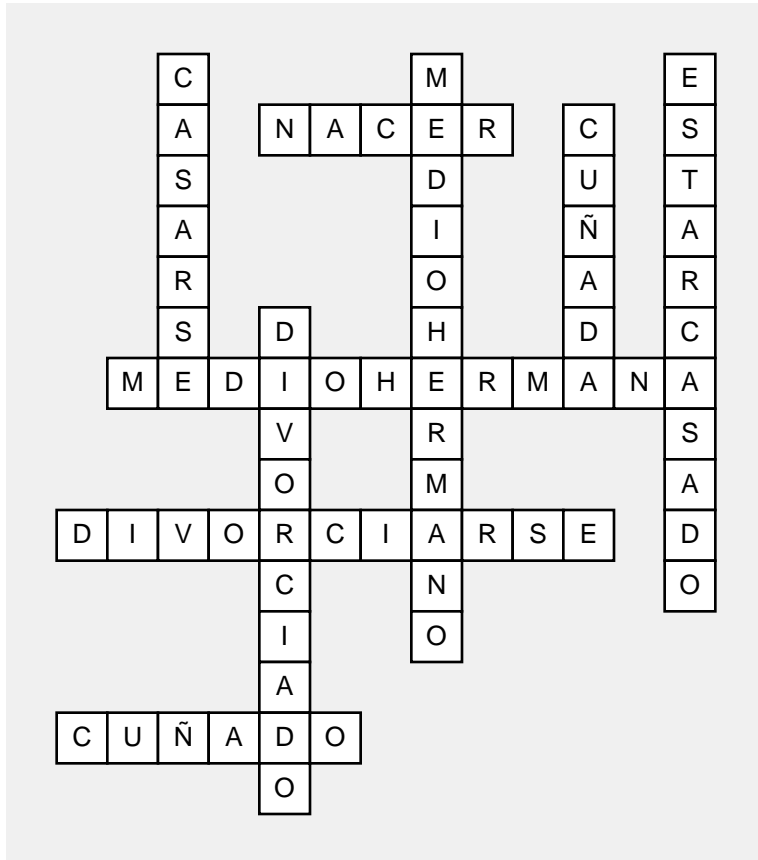 CASARSE
MEDIOHERMANO
ESTARCASADO
NACER
CUÑADA
DIVORCIADO
MEDIOHERMANA
DIVORCIARSE
CUÑADO